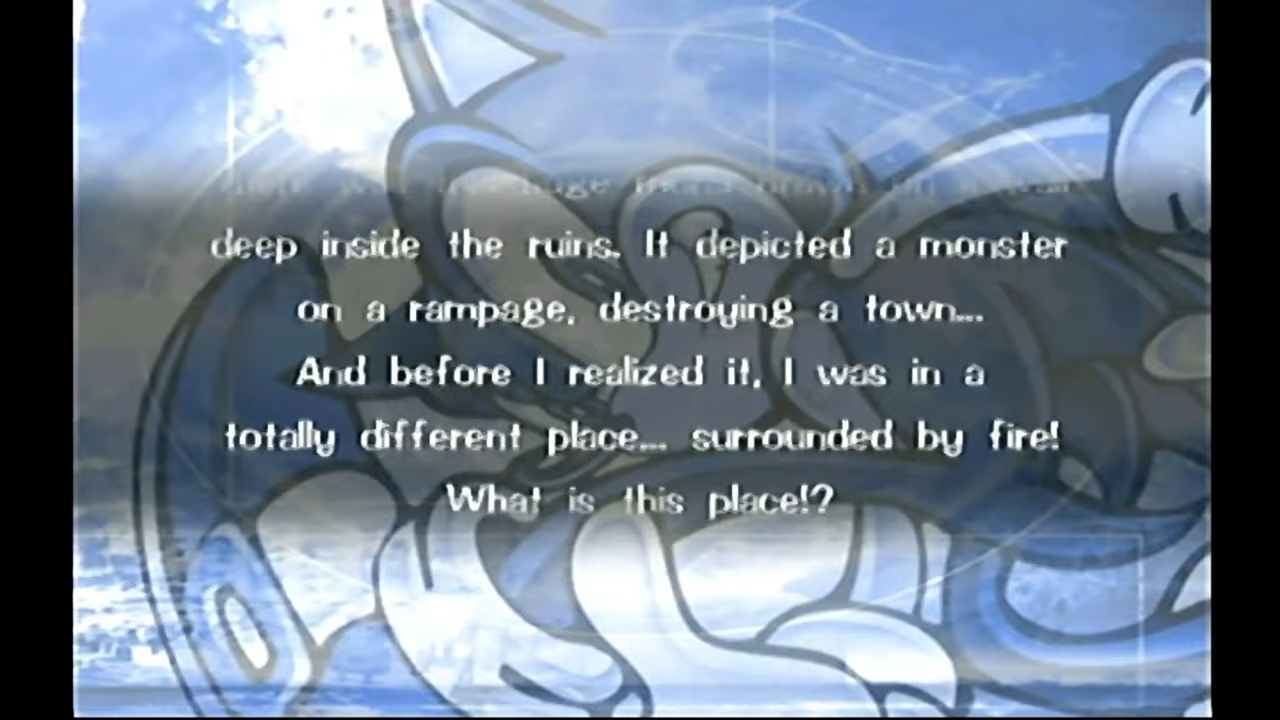 huge
deep inside the ruins. It depicted a monster
on a rampage, destroying a town...
And before I realized it, I was in a
totally different place... surrounded by fire!
What is this place!?